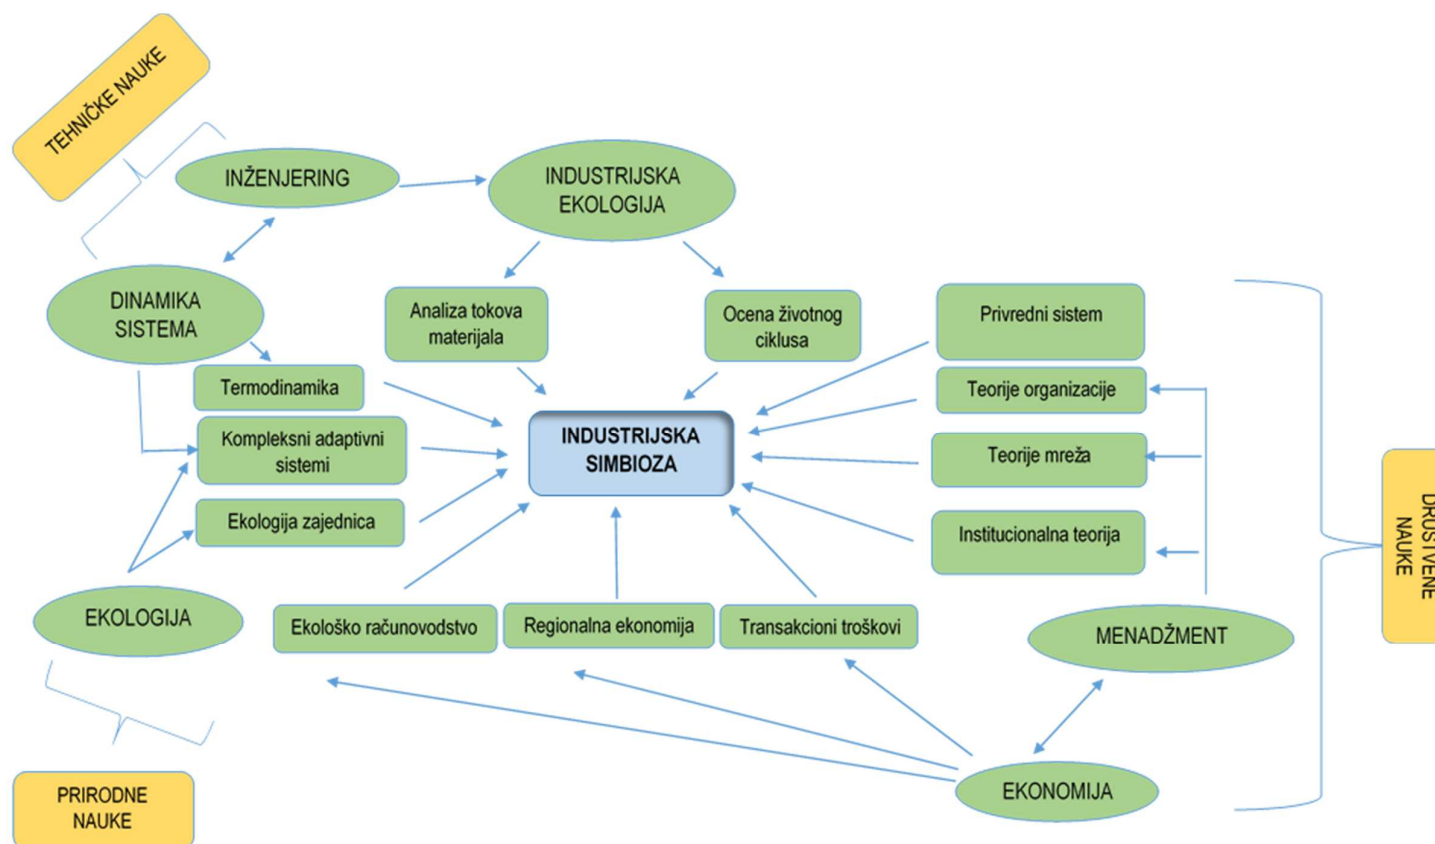 TEHNIČKE NAUKE
INŽENJERING
INDUSTRIJSKA
EKOLOGIJA
DINAMIKA
SISTEMA
Analiza tokova
materijala
Ocena životnog
ciklusa
Privredni sistem
Termodinamika
Teorije organizacije
Kompleksni adaptivni
sistemi
INDUSTRIJSKA
SIMBIOZA
Teorije mreža
Ekologija zajednica
Institucionalna teorija
DRUŠTVENE
NAUKE
EKOLOGIJA
Ekološko računovodstvo
Regionalna ekonomija
Transakcioni troškovi
MENADŽMENT
PRIRODNE
NAUKE
EKONOMIJA